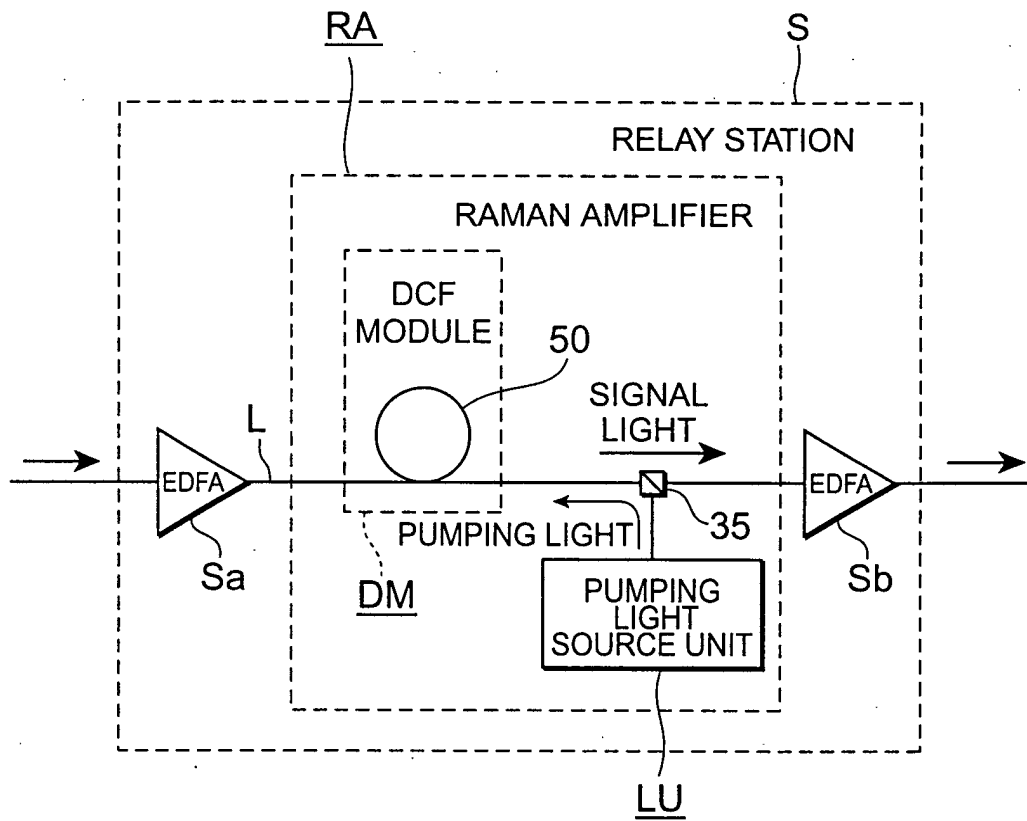 RA
S
RELAY STATION
RAMAN AMPLIFIER
DCF
MODULE
50
SIGNAL
LIGHT
L
EDFA
EDFA
35
PUMPING LIGHT
Sa
Sb
DM
PUMPING
LIGHT
SOURCE UNIT
LU